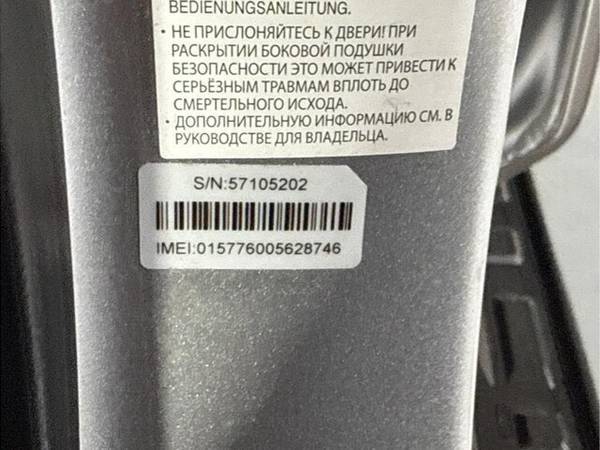 BEDIENUNGSANLEITUNG.
• НЕ ПРИСЛОНЯЙТЕСЬ К ДВЕРИ! ПРИ
РАСКРЫТИИ БОКОВОЙ ПОДУШКИ
БЕЗОПАСНОСТИ ЭТО МОЖЕТ ПРИВЕСТИ К
СЕРЬЁЗНЫМ ТРАВМАМ ВПЛОТЬ ДО
СМЕРТЕЛЬНОГО ИСХОДА.
• ДОПОЛНИТЕЛЬНУЮ ИНФОРМАЦИЮ СМ. В
РУКОВОДСТВЕ ДЛЯ ВЛАДЕЛЬЦА.
S/N:57105202
IMEI:015776005628746